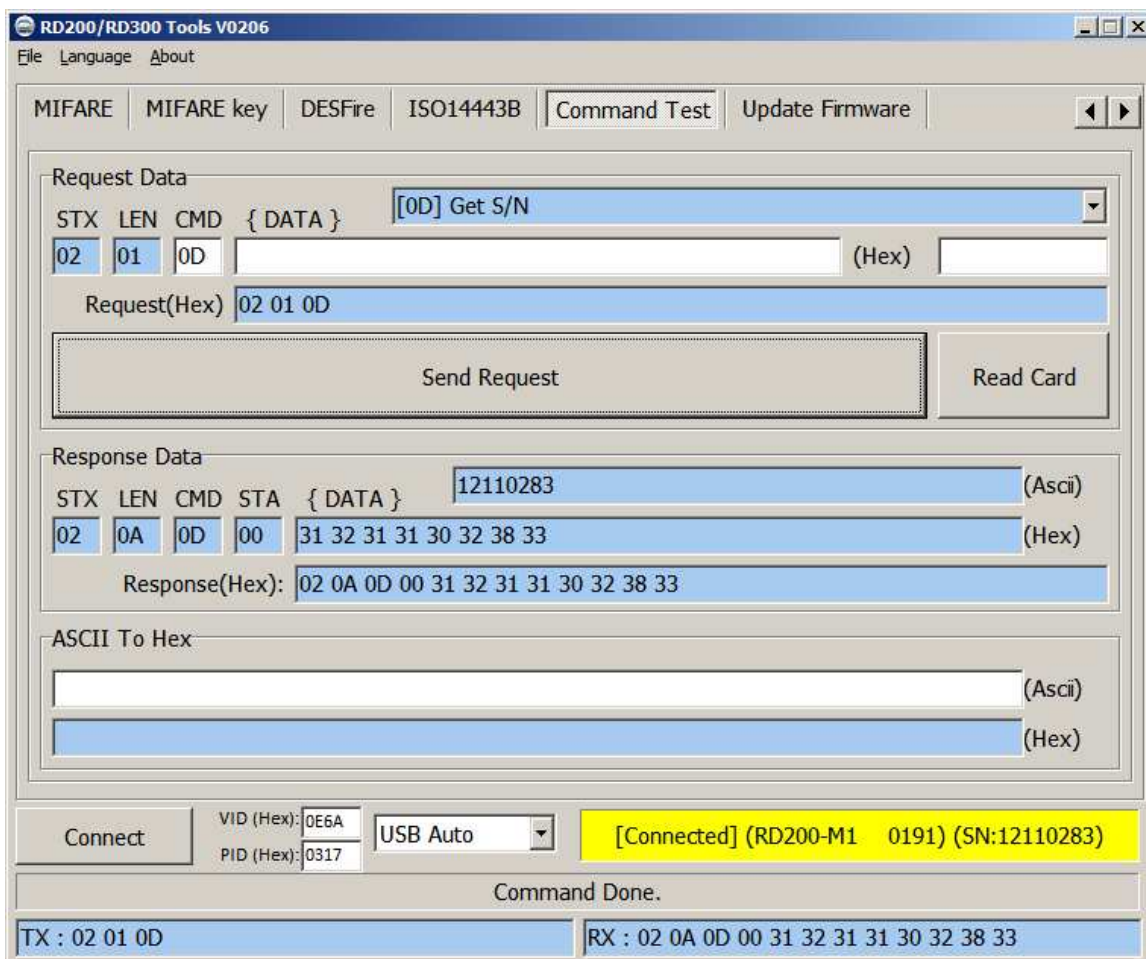 RD200/RD300 Tools V0206
File Language About
MIFARE MIFARE key DESFire ISO14443B Command Test Update Firmware
Request Data
[0D] Get S/N
STX LEN CMD { DATA }
02 01 0D (Hex)
Request(Hex) 02 01 0D
Send Request Read Card
Response Data
12110283 (Ascii)
STX LEN CMD STA { DATA }
02 0A 0D 00 31 32 31 31 30 32 38 33 (Hex)
Response(Hex): 02 0A 0D 00 31 32 31 31 30 32 38 33
ASCII To Hex
(Ascii)
(Hex)
Connect VID (Hex): 0E6A USB Auto [Connected] (RD200-M1 0191) (SN:12110283)
PID (Hex): 0317
Command Done.
TX : 02 01 0D RX : 02 0A 0D 00 31 32 31 31 30 32 38 33